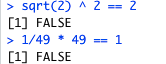 > sqrt(2) ^ 2 == 2
[1] FALSE
> 1/49 * 49 == 1
[1] FALSE